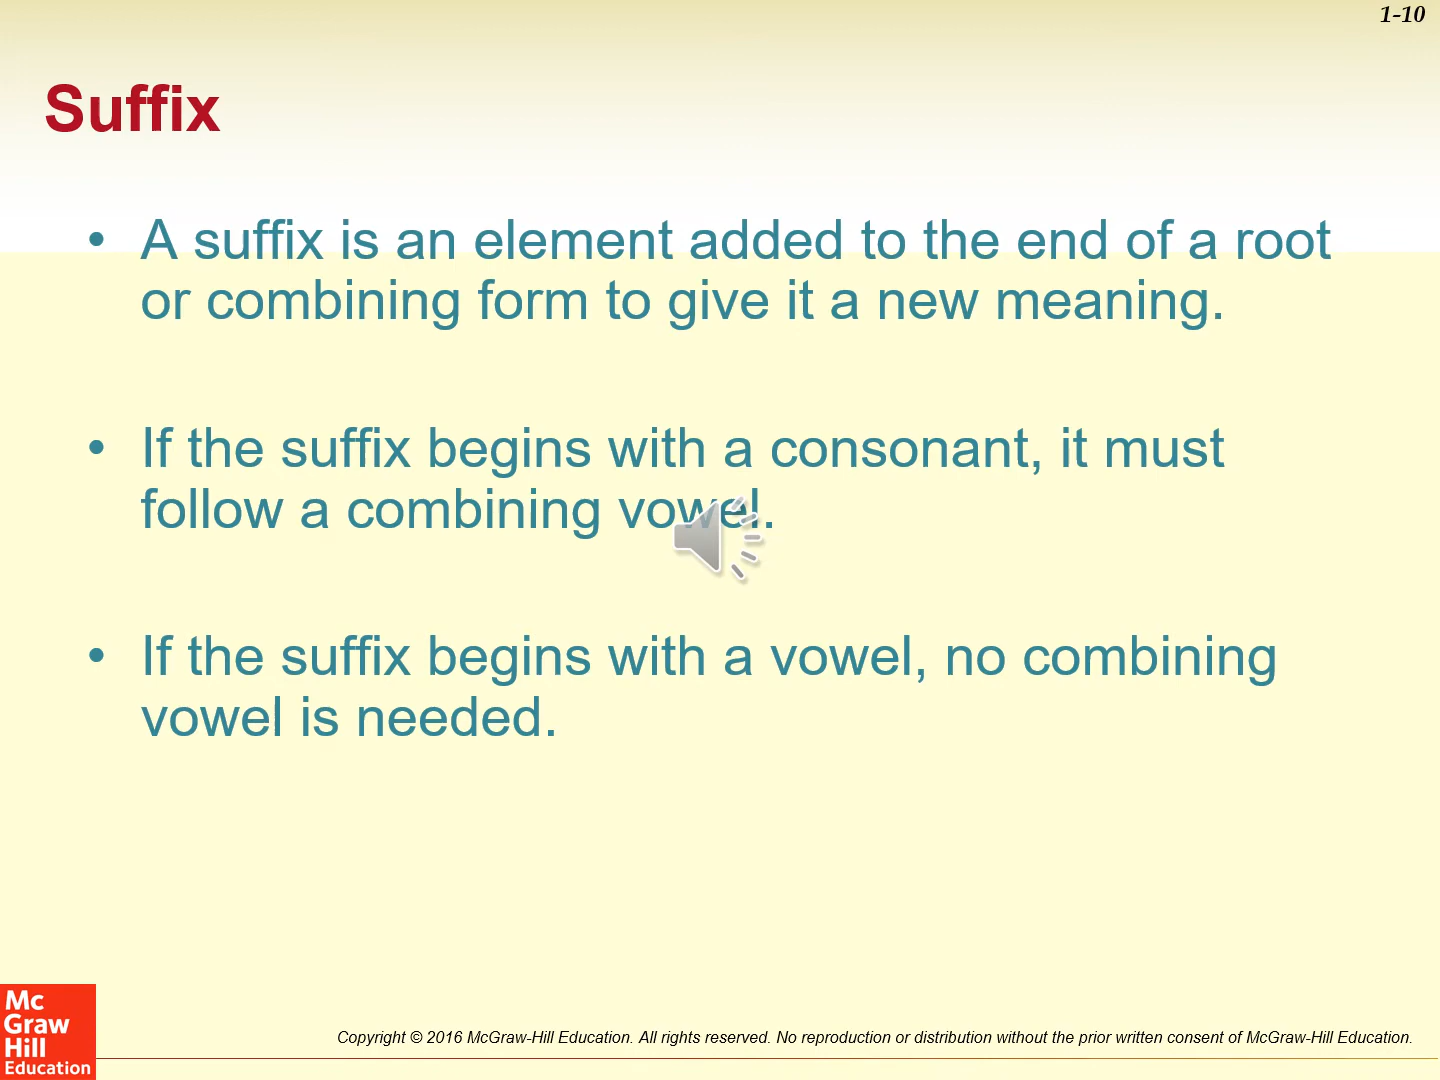 1-10
Suffix
• A suffix is an element added to the end of a root
or combining form to give it a new meaning.
• If the suffix begins with a consonant, it must
follow a combining vowel.
• If the suffix begins with a vowel, no combining
vowel is needed.
Mc
Graw
Hill
Education
Copyright © 2016 McGraw-Hill Education. All rights reserved. No reproduction or distribution without the prior written consent of McGraw-Hill Education.